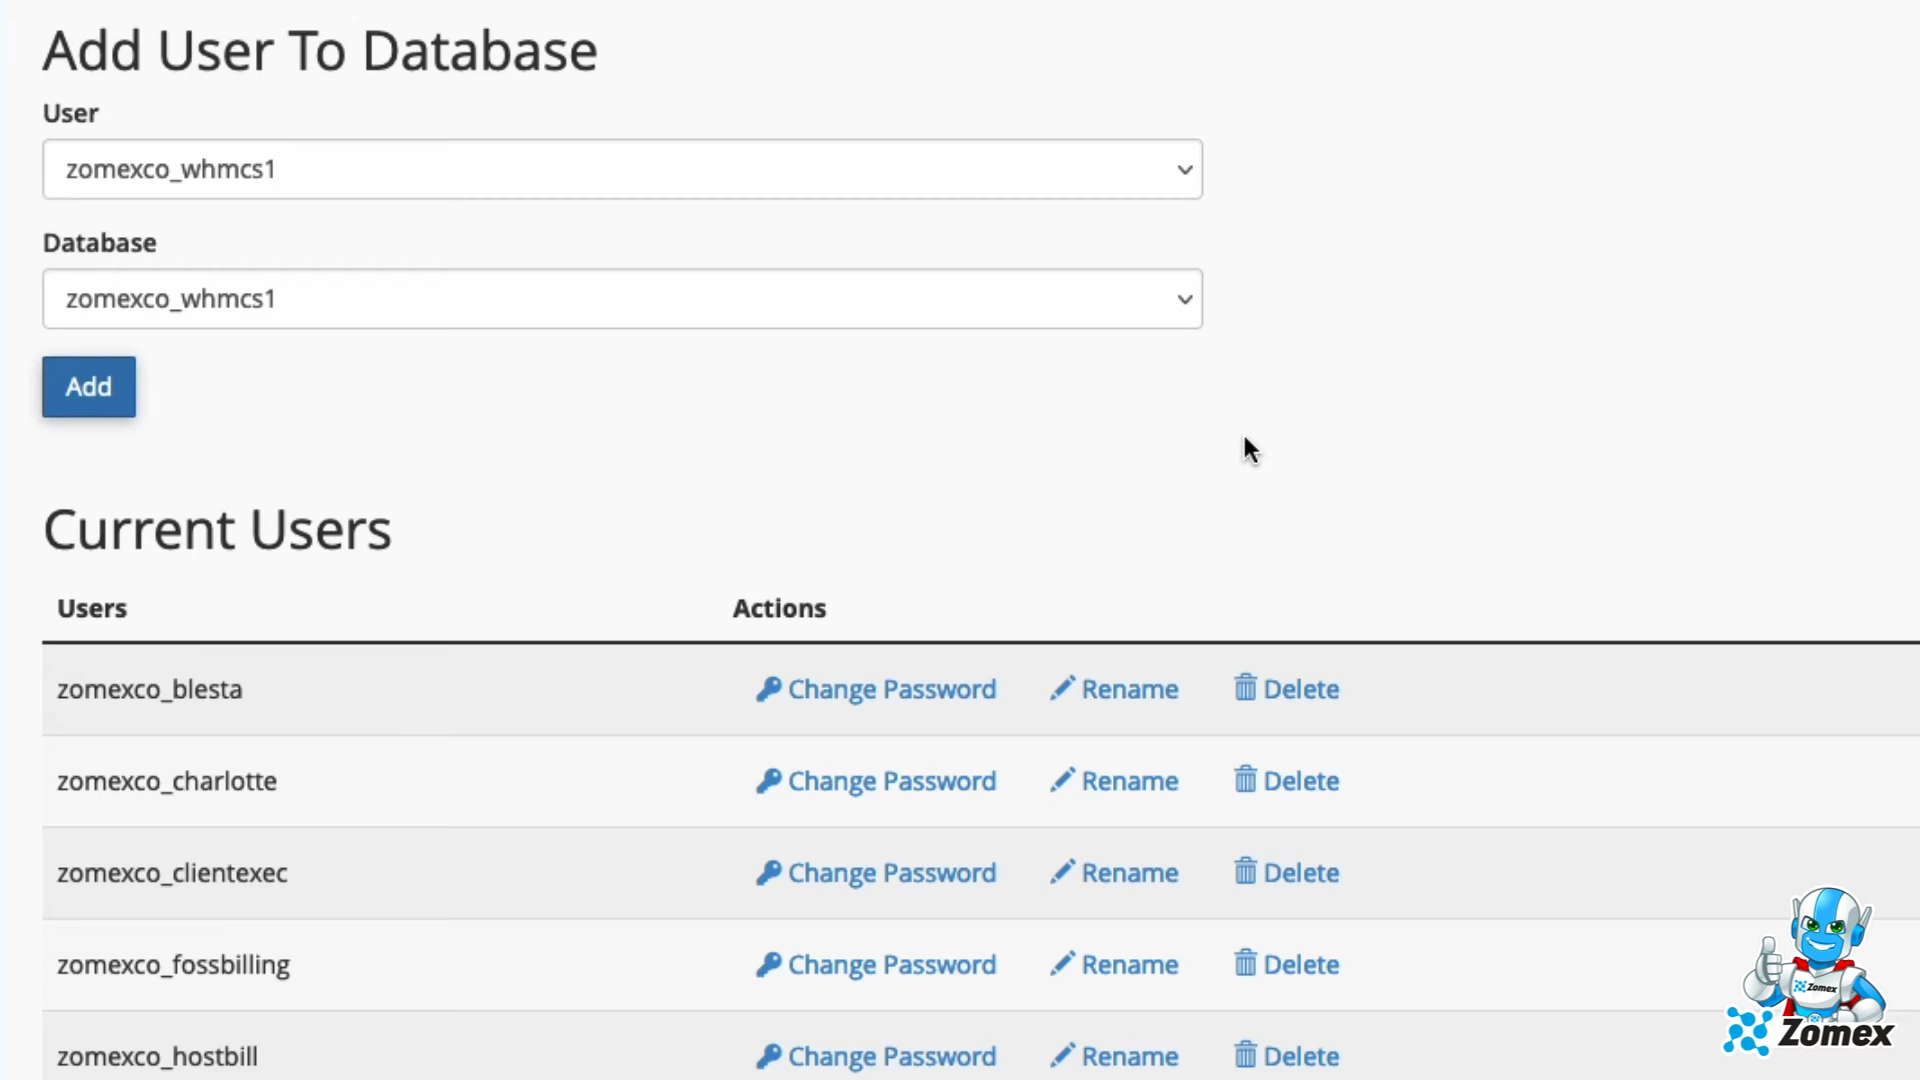 Add User To Database
User
zomexco_whmcs1
Database
zomexco_whmcs1
Add
Current Users
Users Actions
zomexco_blesta Change Password Rename Delete
zomexco_charlotte Change Password Rename Delete
zomexco_clientexec Change Password Rename Delete
zomexco_fossbilling Change Password Rename Delete
zomexco_hostbill Change Password Rename Delete
Zomex
Zomex